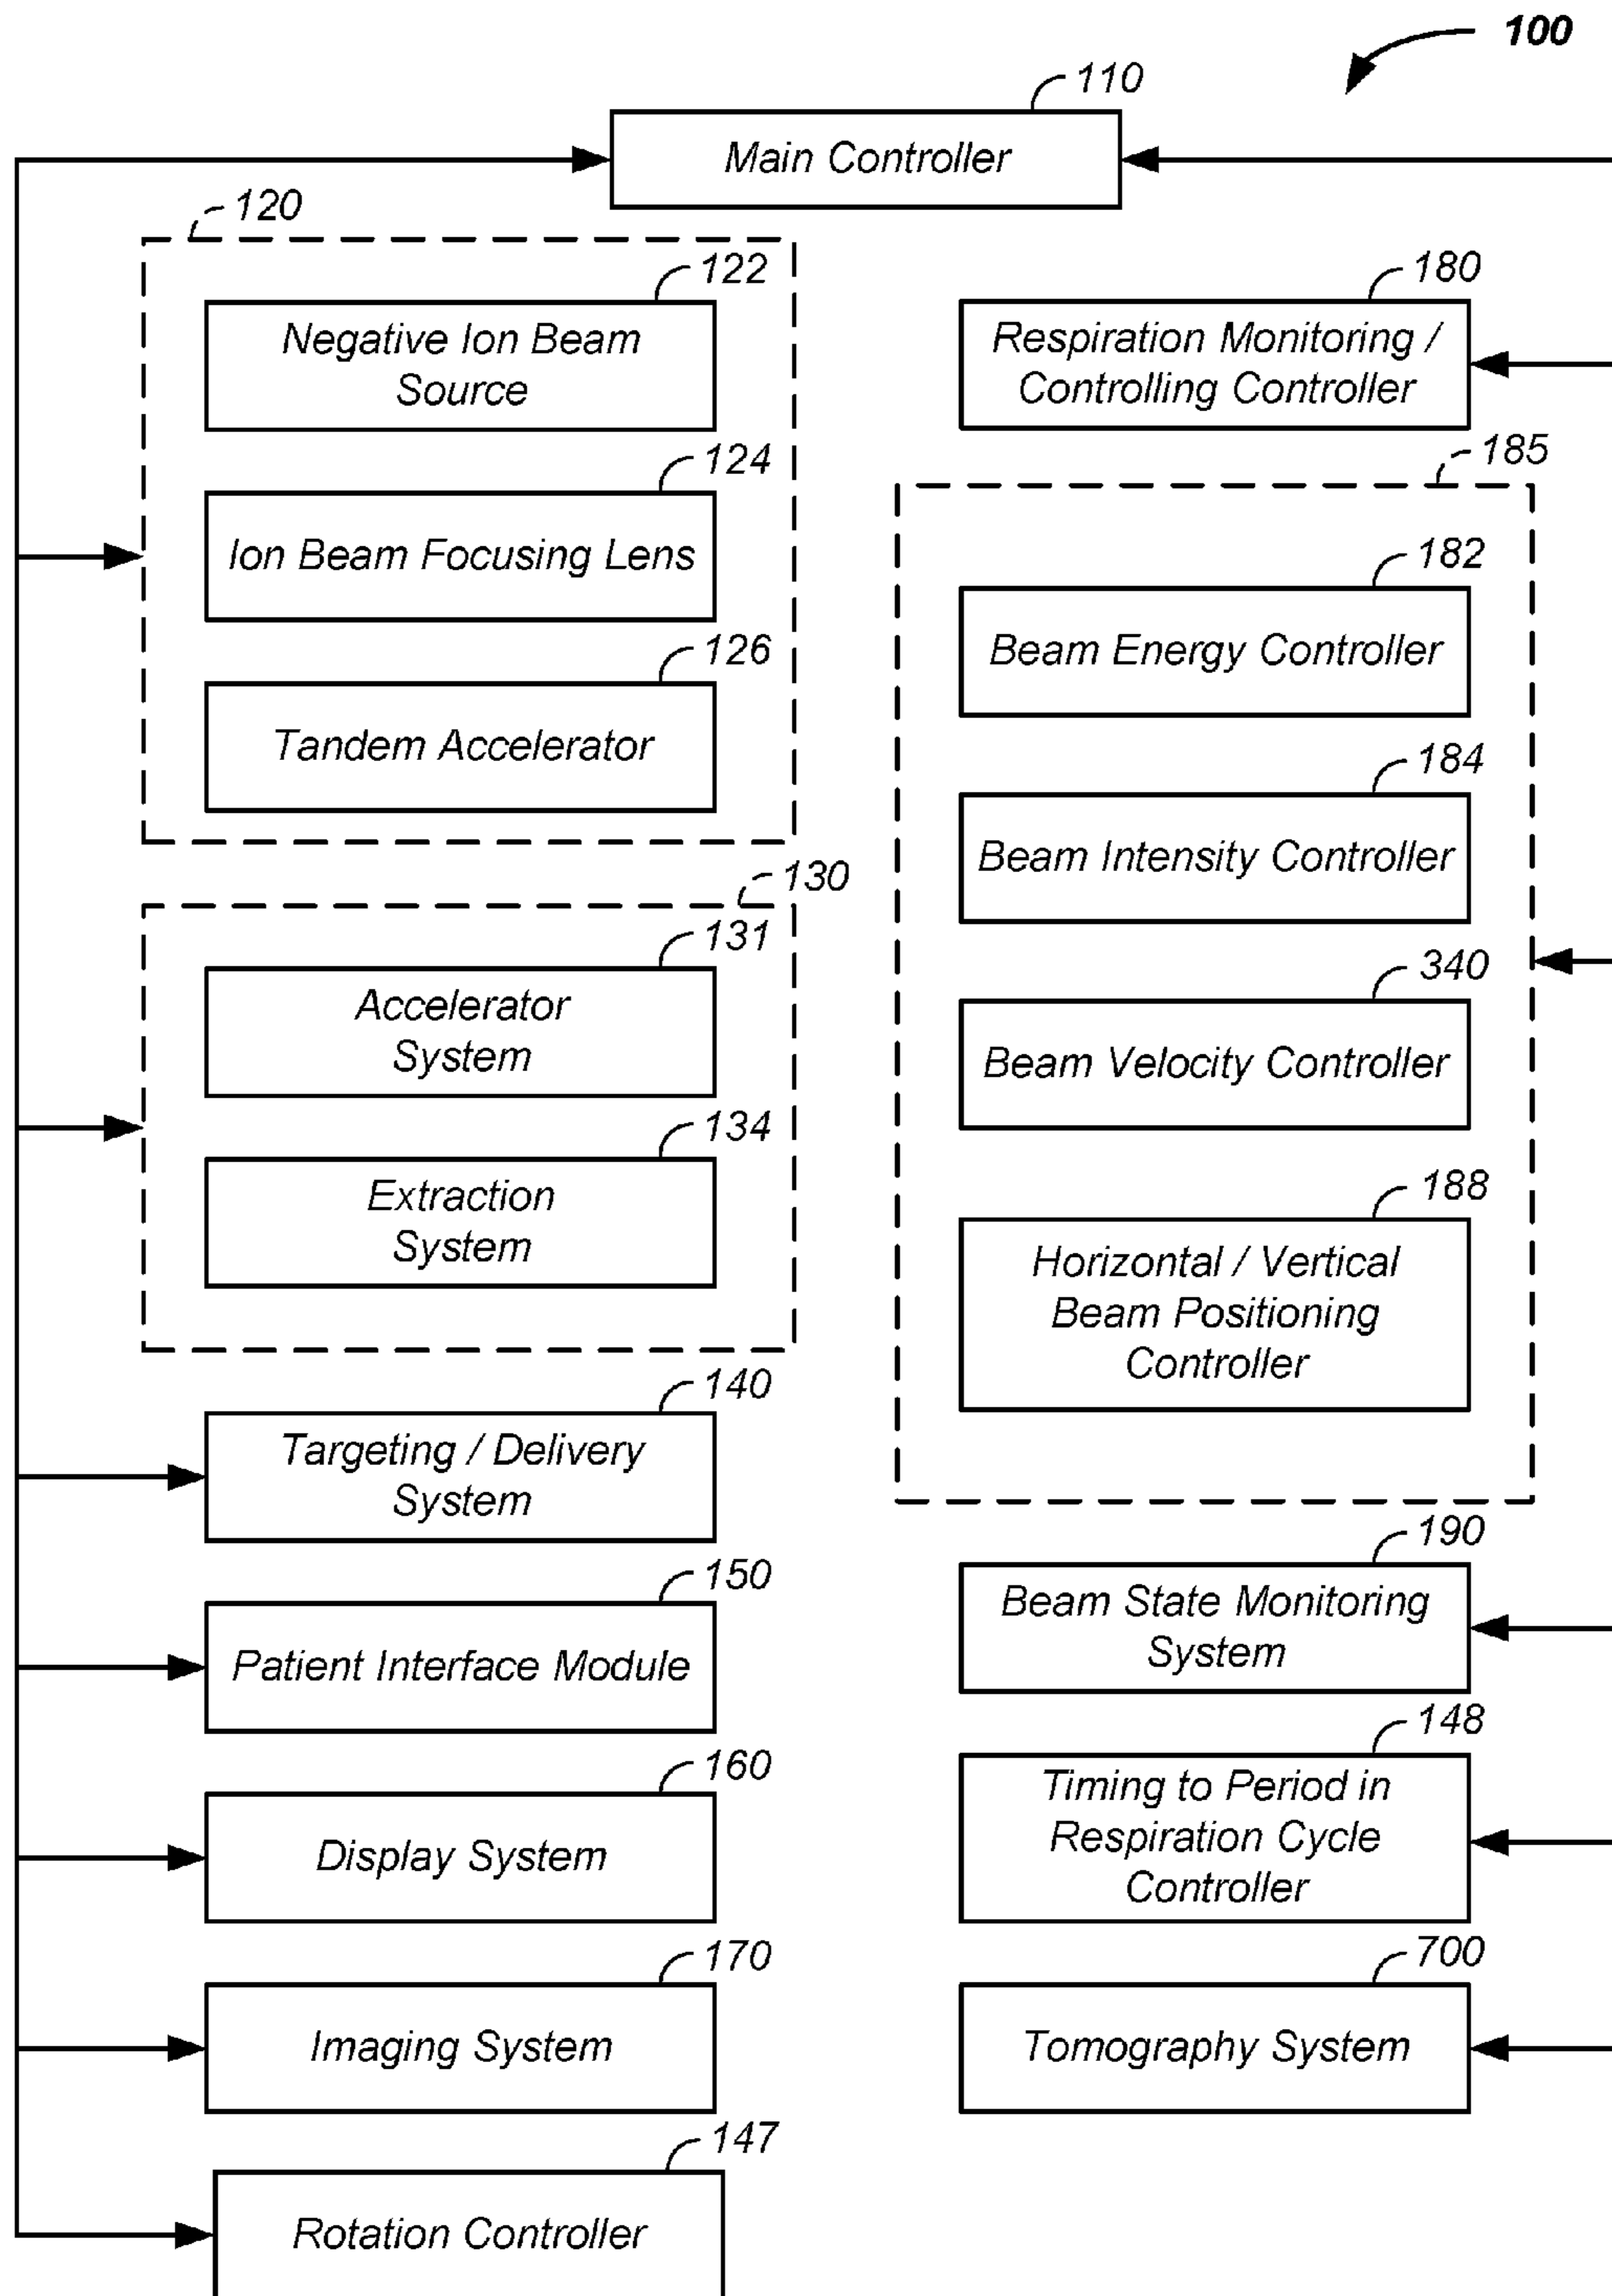 100
110
Main Controller
120
122
Negative Ion Beam
Source
124
Ion Beam Focusing Lens
126
Tandem Accelerator
130
131
Accelerator
System
134
Extraction
System
140
Targeting / Delivery
System
150
Patient Interface Module
160
Display System
170
Imaging System
147
Rotation Controller
180
Respiration Monitoring /
Controlling Controller
185
182
Beam Energy Controller
184
Beam Intensity Controller
340
Beam Velocity Controller
188
Horizontal / Vertical
Beam Positioning
Controller
190
Beam State Monitoring
System
148
Timing to Period in
Respiration Cycle
Controller
700
Tomography System